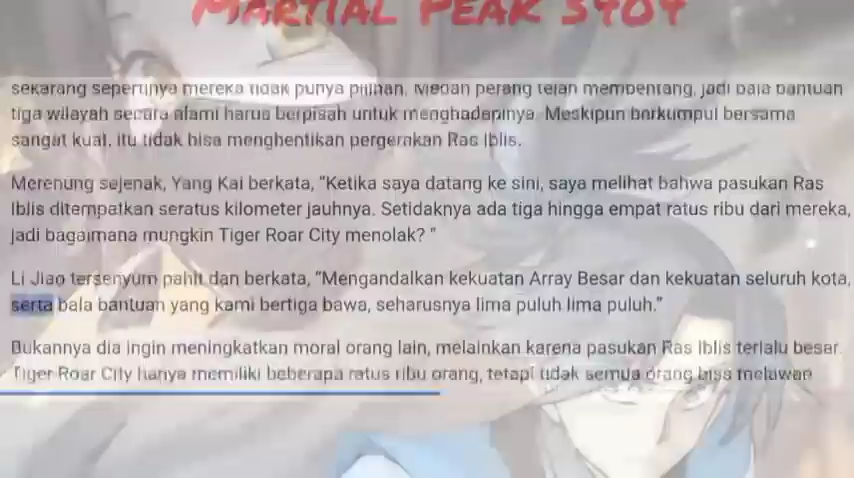 MARTIAL PEAK 3404
sekarang sepertinya mereka tidak punya pilihan. Medan perang telah membentang, jadi bala bantuan
tiga wilayah secara alami harus berpisah untuk menghadapinya. Meskipun berkumpul bersama
sangat kuat, itu tidak bisa menghentikan pergerakan Ras Iblis.
Merenung sejenak, Yang Kai berkata, “Ketika saya datang ke sini, saya melihat bahwa pasukan Ras
Iblis ditempatkan seratus kilometer jauhnya. Setidaknya ada tiga hingga empat ratus ribu dari mereka,
jadi bagaimana mungkin Tiger Roar City menolak? ”
Li Jiao tersenyum pahit dan berkata, “Mengandalkan kekuatan Array Besar dan kekuatan seluruh kota,
serta bala bantuan yang kami bertiga bawa, seharusnya lima puluh lima puluh.”
Bukannya dia ingin meningkatkan moral orang lain, melainkan karena pasukan Ras Iblis terlalu besar.
Tiger Roar City hanya memiliki beberapa ratus ribu orang, tetapi tidak semua orang bisa melawan